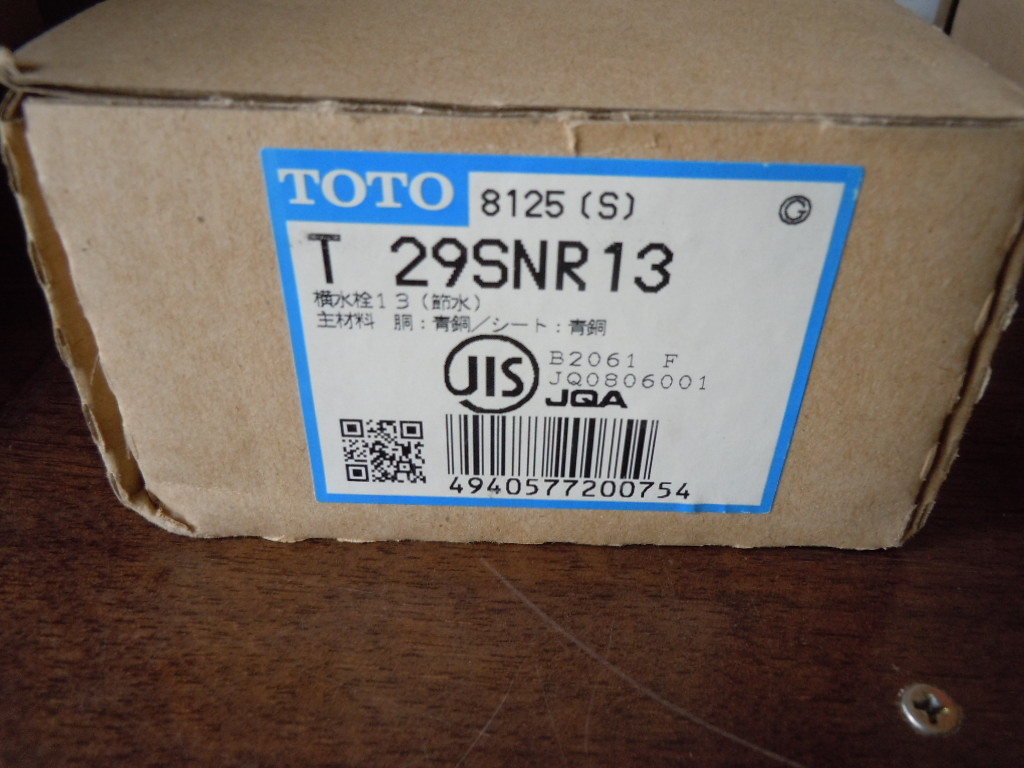 TOTO 8125 (S) G
T 29SNR13
横水栓13(節水)
主材料 胴:青銅/シート:青銅
JIS B2061 F
JQ0806001
JQA
4940577200754